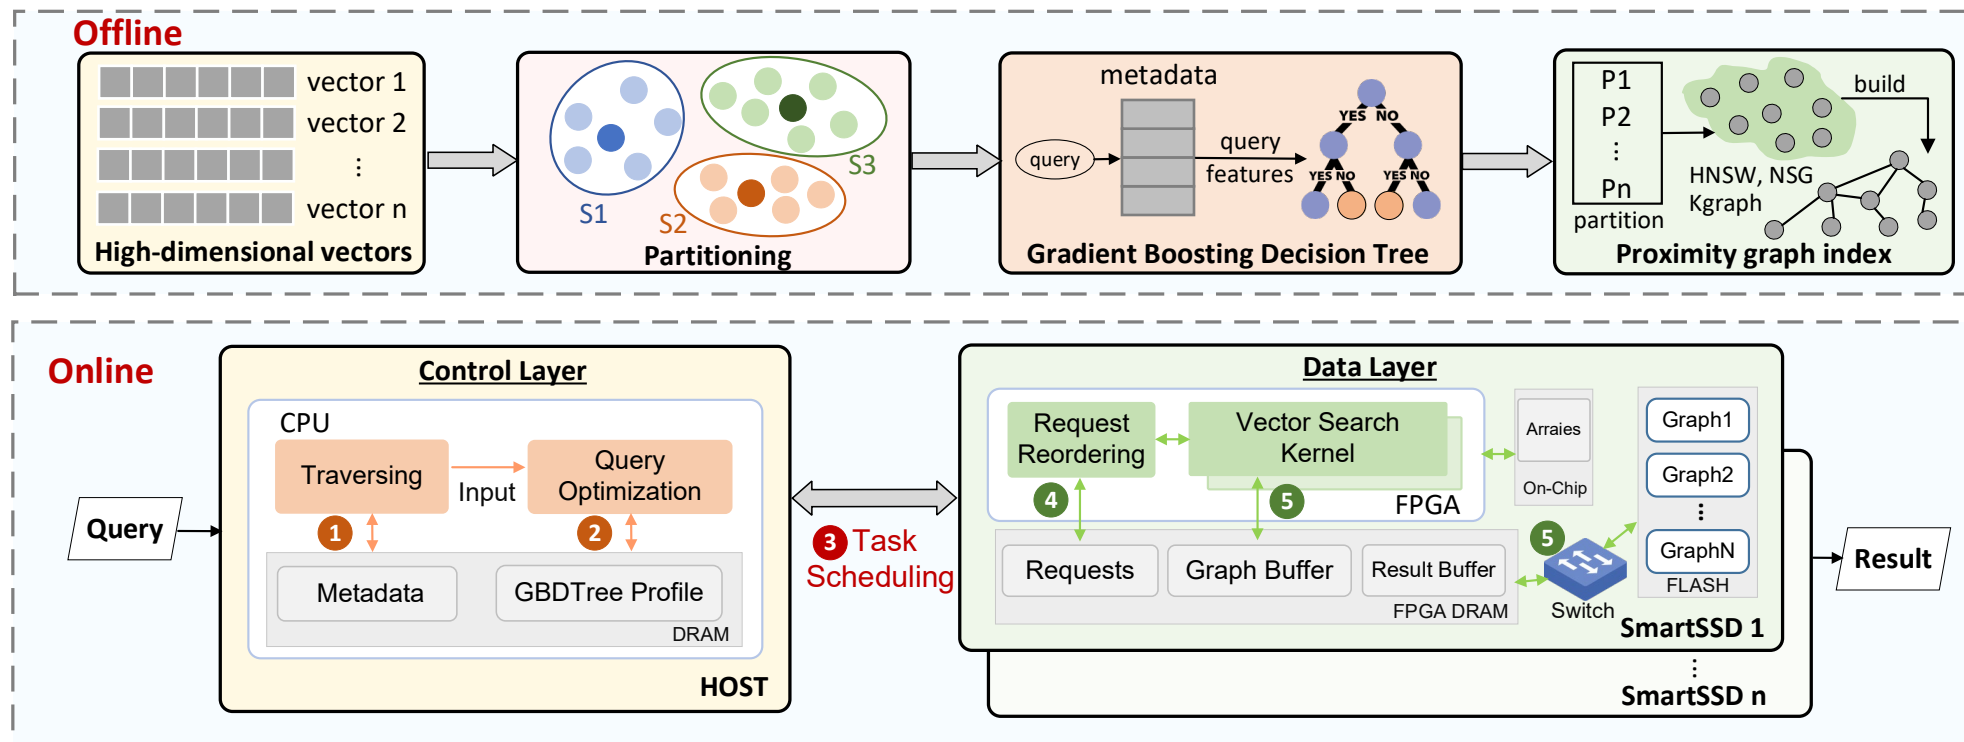 Offline
vector 1
vector 2
⋮
vector n
High-dimensional vectors
S1
S2
S3
Partitioning
metadata
query
query
features
YES NO
YES NO
YES NO
Gradient Boosting Decision Tree
P1
P2
⋮
Pn
partition
build
HNSW, NSG
Kgraph
Proximity graph index
Online
Query
Control Layer
CPU
Traversing
Input
Query
Optimization
1
2
Metadata
GBDTree Profile
DRAM
HOST
3 Task
Scheduling
Data Layer
Request
Reordering
Vector Search
Kernel
4
5
FPGA
Arraies
On-Chip
Requests
Graph Buffer
Result Buffer
FPGA DRAM
5
Switch
Graph1
Graph2
⋮
GraphN
FLASH
SmartSSD 1
⋮
SmartSSD n
Result